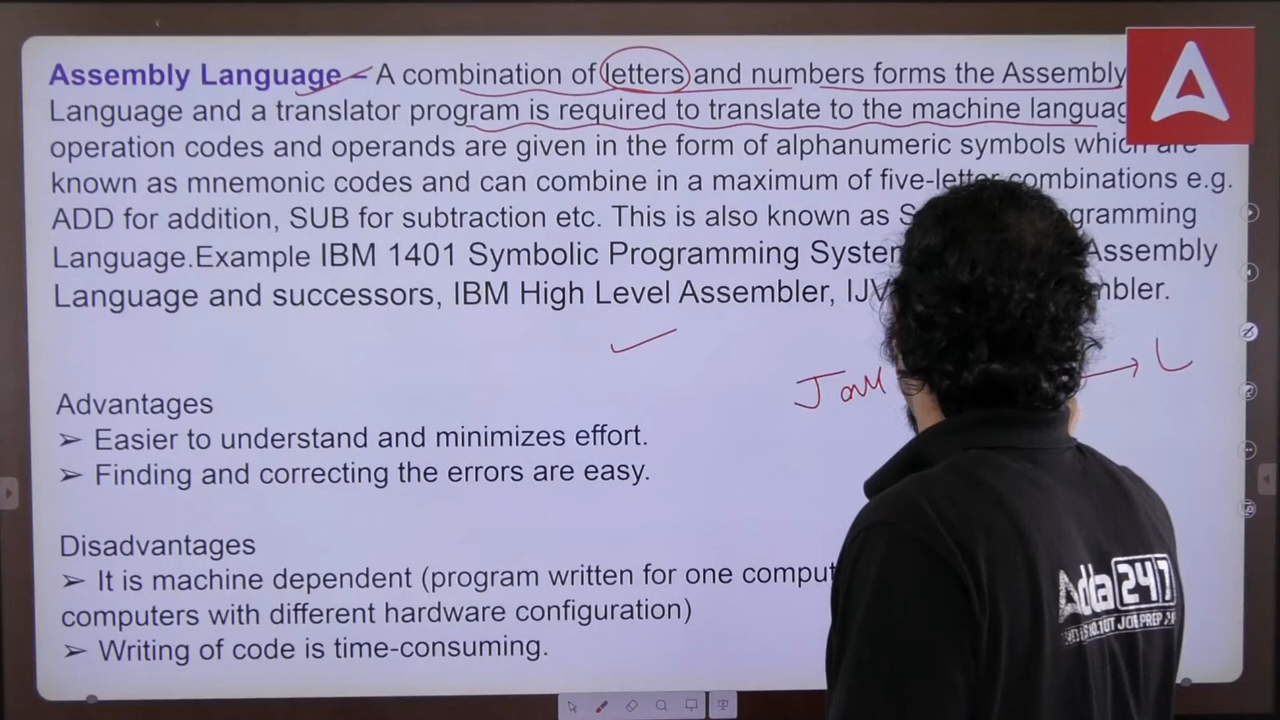 Assembly Language – A combination of letters and numbers forms the Assembly
Language and a translator program is required to translate to the machine
operation codes and operands are given in the form of alphanumeric symbols which are
known as mnemonic codes and can combine in a maximum of five-letter combinations e.g.
ADD for addition, SUB for subtraction etc. This is also known as
Language.Example IBM 1401 Symbolic Programming Assembly
Language and successors, IBM High Level Assembler,
Advantages
➢ Easier to understand and minimizes effort.
➢ Finding and correcting the errors are easy.
Disadvantages
➢ It is machine dependent (program written for one
computers with different hardware configuration)
➢ Writing of code is time-consuming.
Adda 247